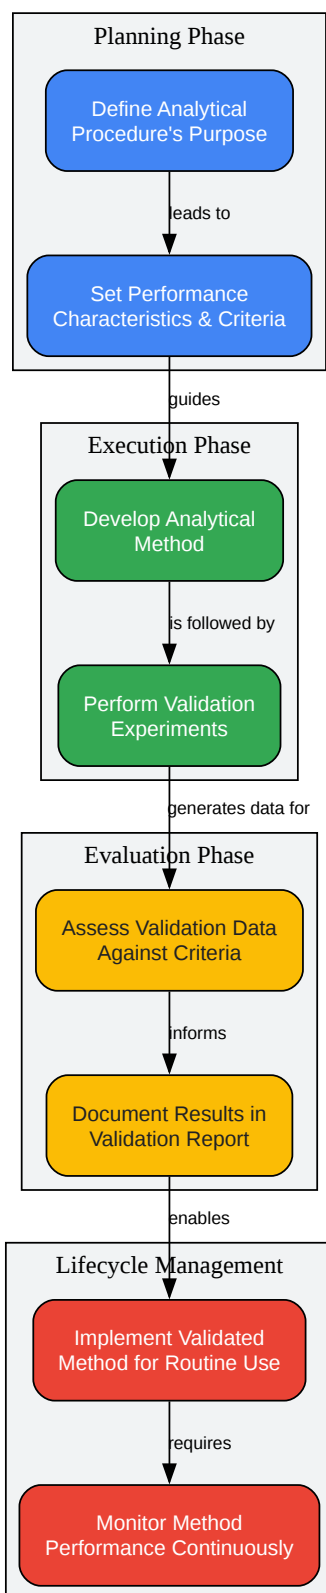 Planning Phase
Define Analytical
Procedure's Purpose
leads to
Set Performance
Characteristics & Criteria
guides
Execution Phase
Develop Analytical
Method
is followed by
Perform Validation
Experiments
generates data for
Evaluation Phase
Assess Validation Data
Against Criteria
informs
Document Results in
Validation Report
enables
Lifecycle Management
Implement Validated
Method for Routine Use
requires
Monitor Method
Performance Continuously